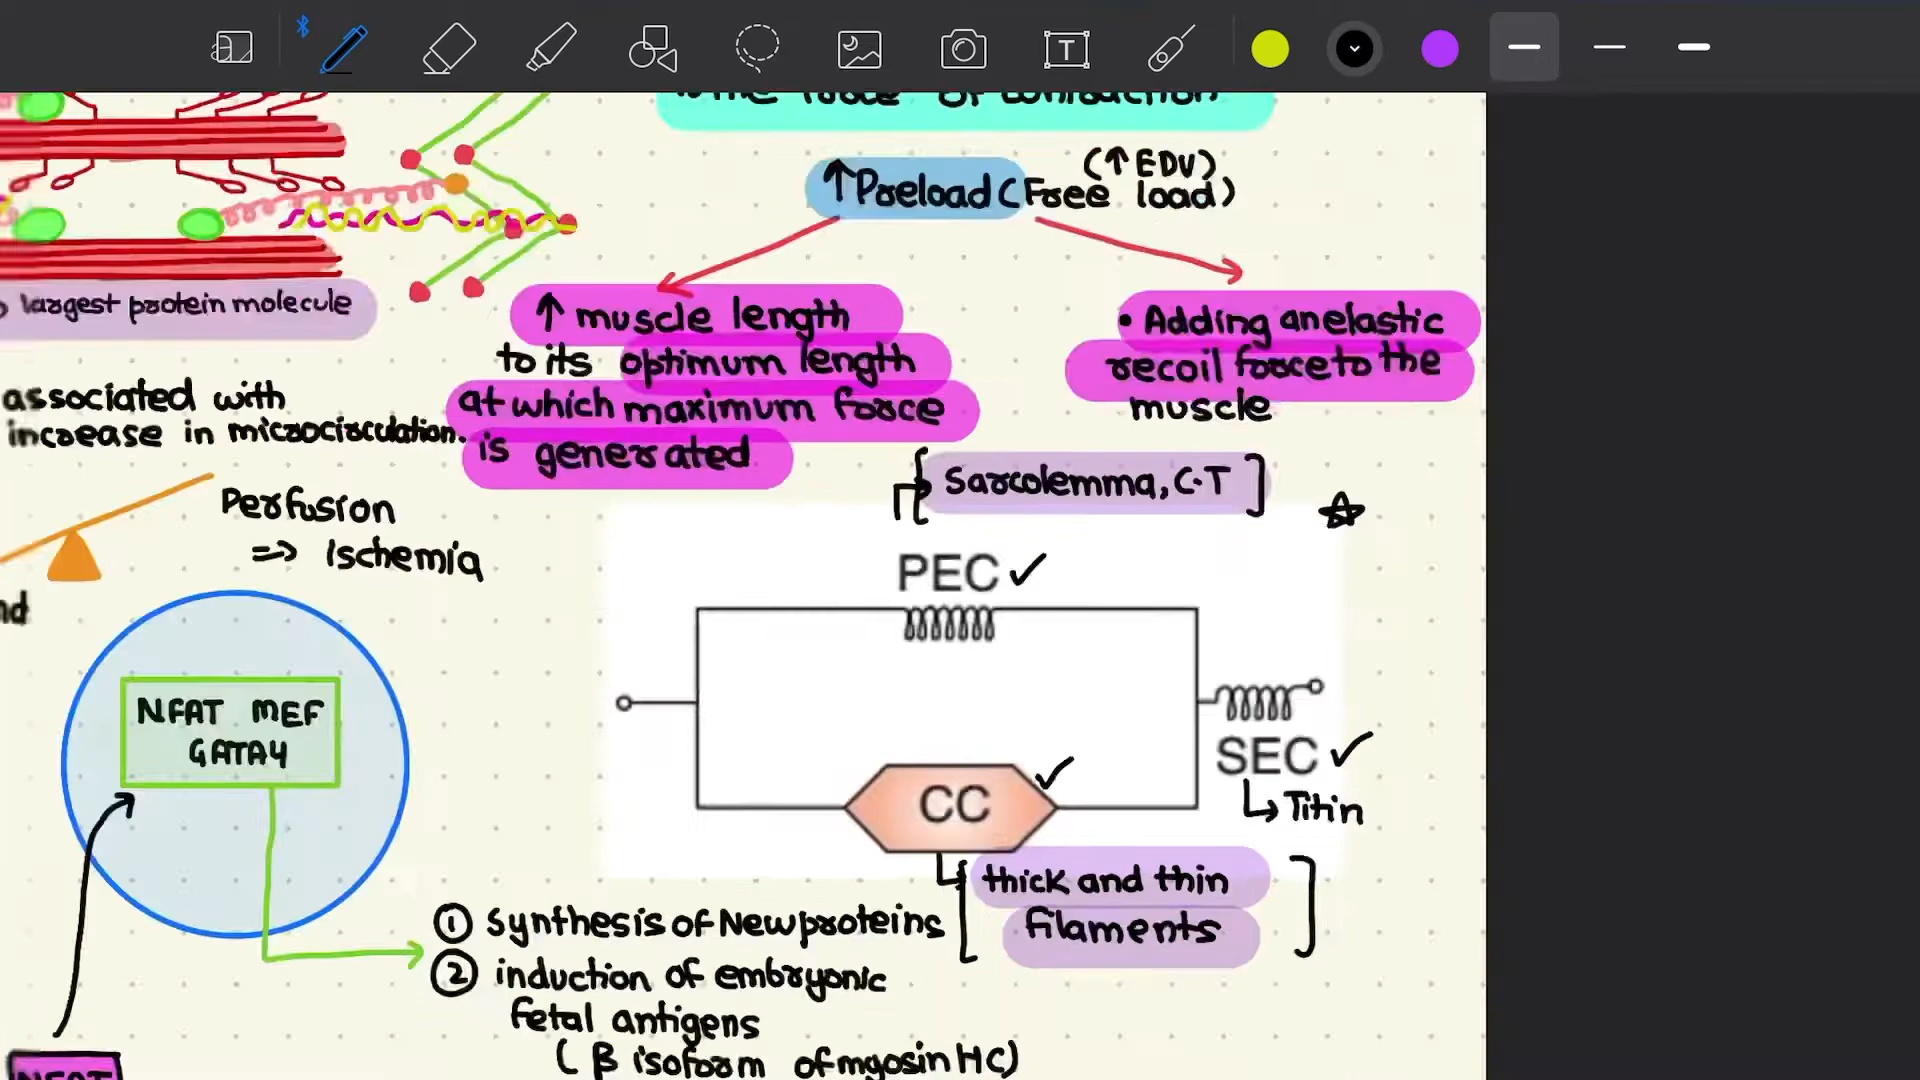 ↑Preload (Free load)
(↑EDV)
↑ muscle length
to its optimum length
at which maximum force
is generated
• Adding an elastic
recoil force to the
muscle
largest protein molecule
associated with
increase in microcirculation.
Perfusion
=> Ischemia
[Sarcolemma, C.T]
PEC ✓
SEC ✓
↳ Titin
CC ✓
[thick and thin
filaments]
NFAT MEF
GATA4
① Synthesis of New proteins
② induction of embryonic
fetal antigens
(β isoform of myosin HC)
NFAT